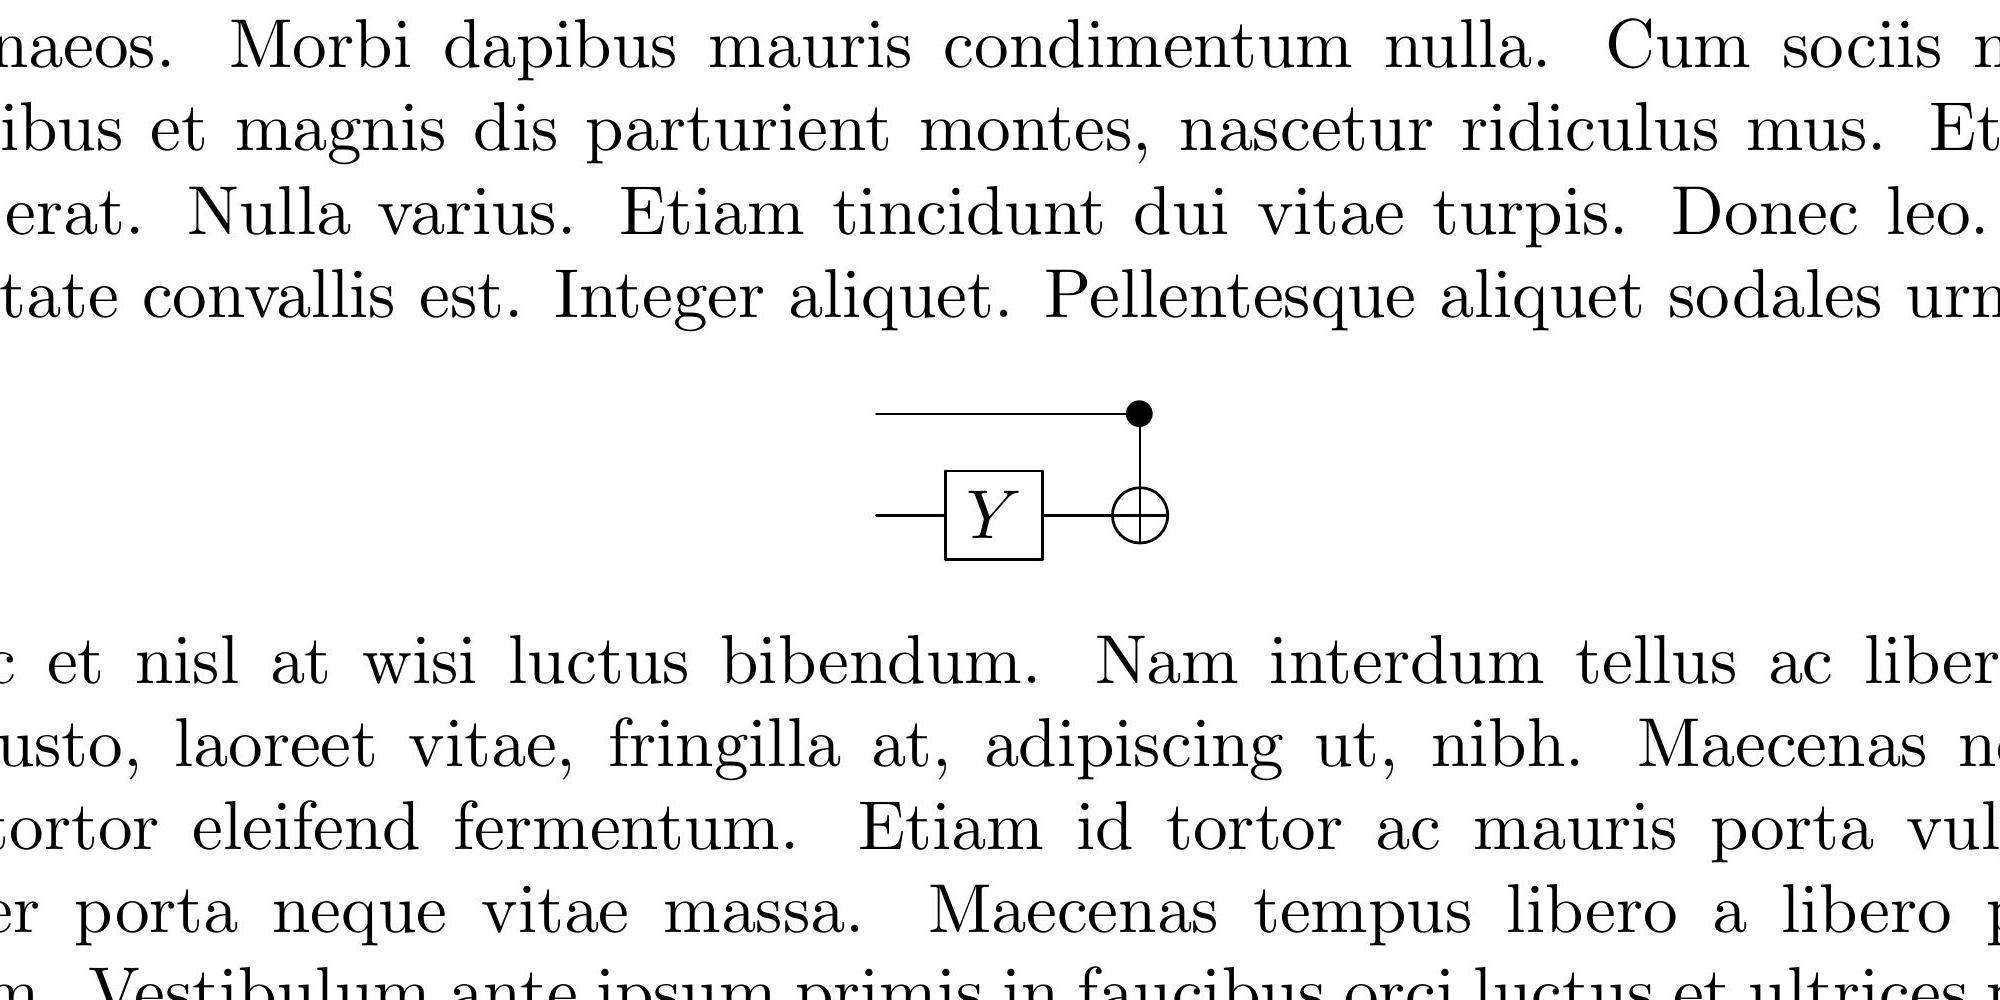 naeos. Morbi dapibus mauris condimentum nulla. Cum sociis
ibus et magnis dis parturient montes, nascetur ridiculus mus. Et
erat. Nulla varius. Etiam tincidunt dui vitae turpis. Donec leo.
tate convallis est. Integer aliquet. Pellentesque aliquet sodales urn
Y
c et nisl at wisi luctus bibendum. Nam interdum tellus ac liber
usto, laoreet vitae, fringilla at, adipiscing ut, nibh. Maecenas
tortor eleifend fermentum. Etiam id tortor ac mauris porta vul
er porta neque vitae massa. Maecenas tempus libero a libero
m. Vestibulum ante ipsum primis in faucibus orci luctus et ultrices